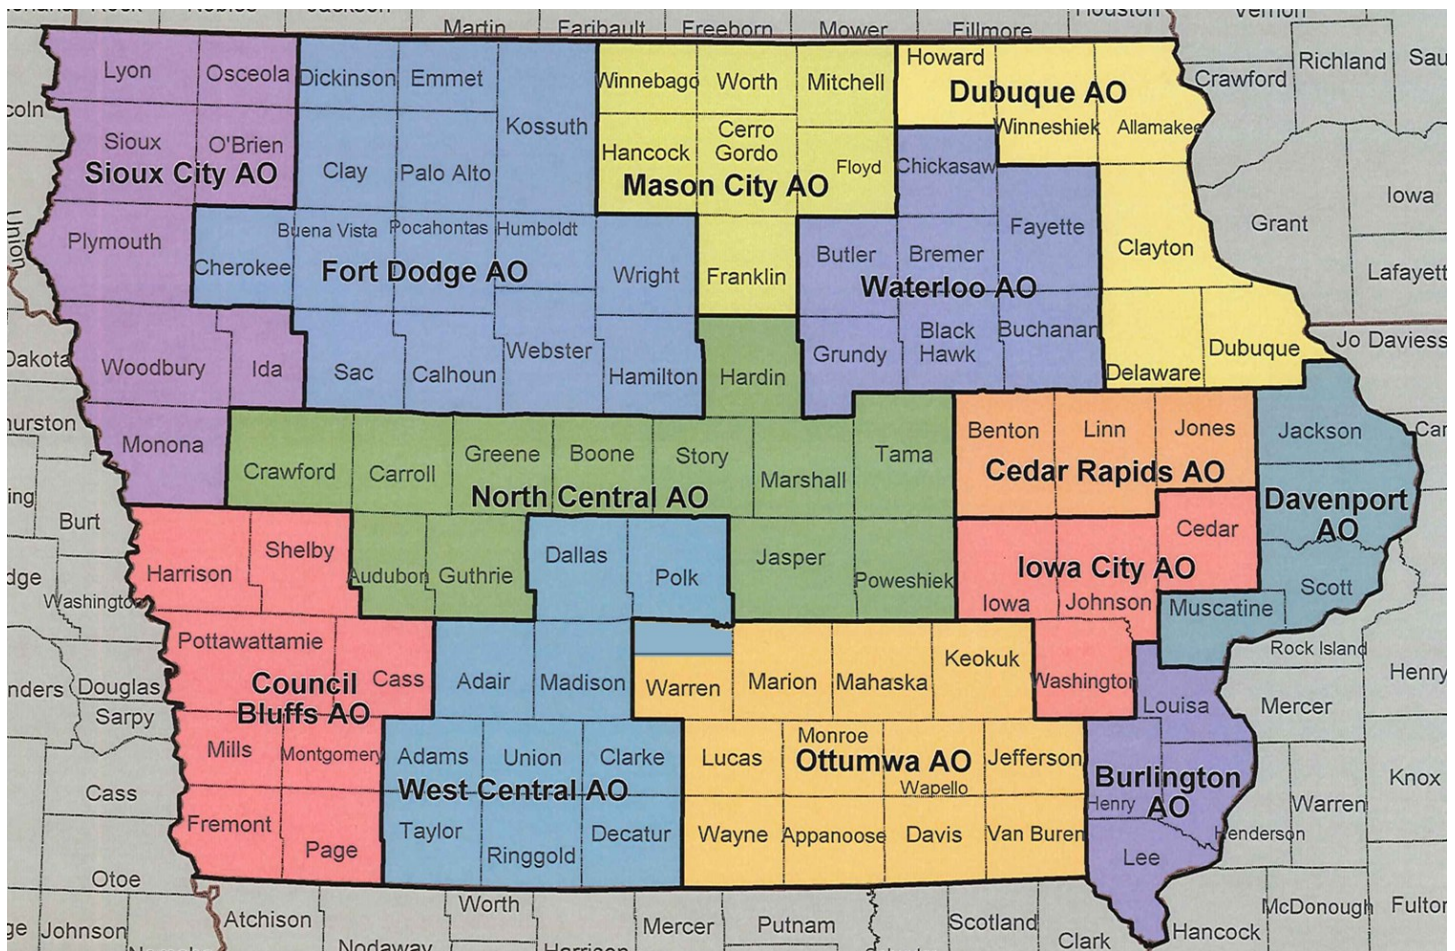 Jackson
Martin
Faribault
Freeborn
Mower
Fillmore
Houston
Vernon
Richland
Crawford
Lyon
Osceola
Dickinson
Emmet
Kossuth
Winnebago
Worth
Mitchell
Howard
Dubuque AO
Winneshiek
Allamakee
Sioux
O'Brien
Sioux City AO
Clay
Palo Alto
Hancock
Cerro
Gordo
Floyd
Mason City AO
Chickasaw
Iowa
Grant
Union
Plymouth
Cherokee
Buena Vista
Pocahontas
Humboldt
Fort Dodge AO
Wright
Franklin
Butler
Bremer
Fayette
Waterloo AO
Clayton
Lafayett
Dakota
Woodbury
Ida
Sac
Calhoun
Webster
Hamilton
Hardin
Grundy
Black
Hawk
Buchanan
Delaware
Dubuque
Jo Daviess
Monona
Crawford
Carroll
Greene
Boone
Story
Marshall
Tama
North Central AO
Benton
Linn
Jones
Cedar Rapids AO
Jackson
Davenport
AO
Burt
Harrison
Shelby
Audubon
Guthrie
Dallas
Polk
Jasper
Poweshiek
Iowa City AO
Cedar
Iowa
Johnson
Muscatine
Scott
Washington
Rock Island
Henry
Pottawattamie
Cass
Council
Bluffs AO
Adair
Madison
Warren
Marion
Mahaska
Keokuk
Washington
Louisa
Mercer
Douglas
Sarpy
Mills
Montgomery
Adams
Union
Clarke
West Central AO
Lucas
Monroe
Ottumwa AO
Wapello
Jefferson
Burlington
AO
Henry
Warren
Knox
Cass
Fremont
Page
Taylor
Ringgold
Decatur
Wayne
Appanoose
Davis
Van Buren
Lee
Henderson
Otoe
Johnson
Atchison
Nodaway
Worth
Harrison
Mercer
Putnam
Scotland
Clark
Hancock
McDonough
Fulton